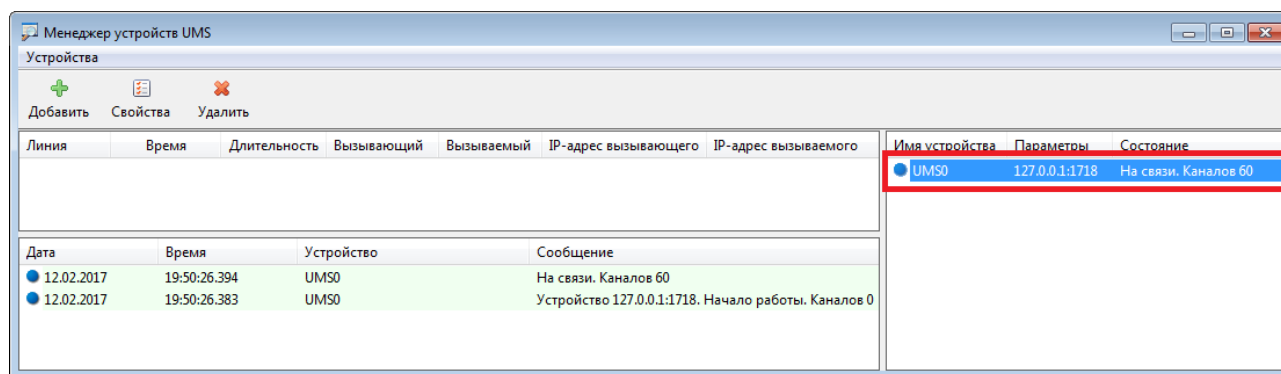 Менеджер устройств UMS
Устройства
Добавить Свойства Удалить
Линия Время Длительность Вызывающий Вызываемый IP-адрес вызывающего IP-адрес вызываемого
Имя устройства Параметры Состояние
UMS0 127.0.0.1:1718 На связи. Каналов 60
Дата Время Устройство Сообщение
12.02.2017 19:50:26.394 UMS0 На связи. Каналов 60
12.02.2017 19:50:26.383 UMS0 Устройство 127.0.0.1:1718. Начало работы. Каналов 0